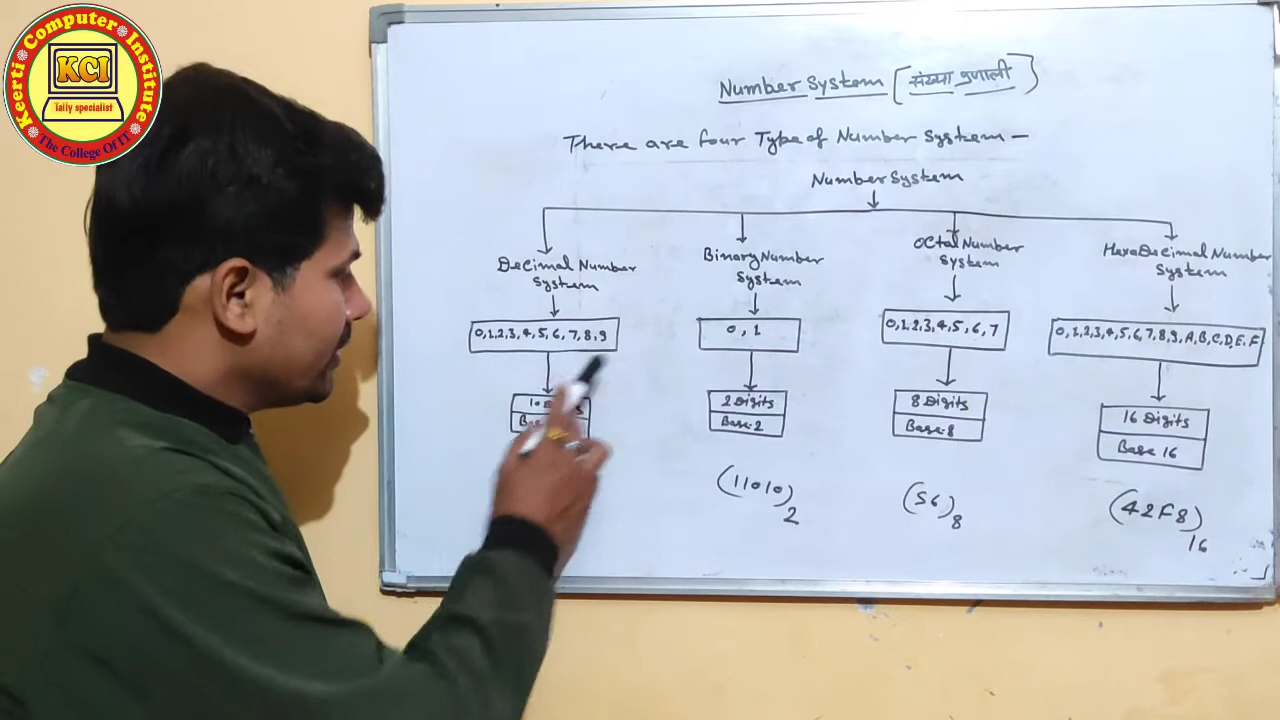 Keerti Computer Institute
KCI
Tally specialist
The College Of IT
Number System [संख्या प्रणाली]
There are four Type of Number System –
Number System
Decimal Number
System
Binary Number
System
Octal Number
System
HexaDecimal Number
System
0,1,2,3,4,5,6,7,8,9
0,1
0,1,2,3,4,5,6,7
0,1,2,3,4,5,6,7,8,9,A,B,C,D,E,F
10
2 Digits
Base-2
8 Digits
Base-8
16 Digits
Base 16
(11010)2
(56)8
(42F8)16